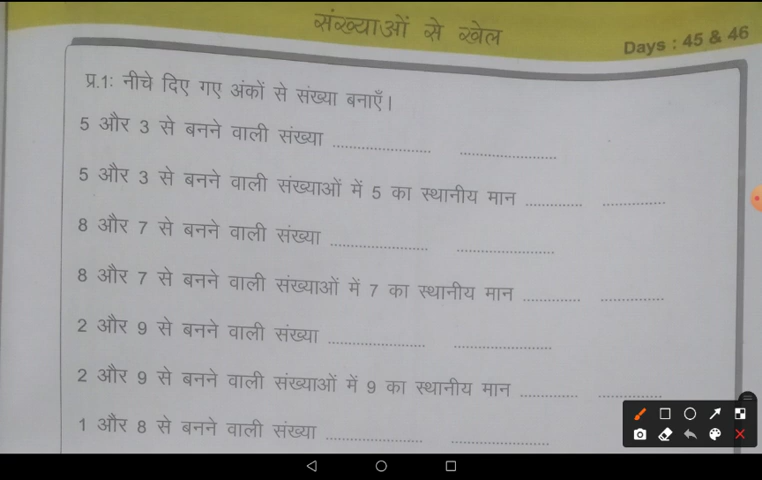 संख्याओं से खेल
Days : 45 & 46
प्र.1: नीचे दिए गए अंकों से संख्या बनाएँ।
5 और 3 से बनने वाली संख्या .................... ....................
5 और 3 से बनने वाली संख्याओं में 5 का स्थानीय मान ............ .............
8 और 7 से बनने वाली संख्या .................... ....................
8 और 7 से बनने वाली संख्याओं में 7 का स्थानीय मान ............ .............
2 और 9 से बनने वाली संख्या .................... ....................
2 और 9 से बनने वाली संख्याओं में 9 का स्थानीय मान ............ .............
1 और 8 से बनने वाली संख्या .................... ....................